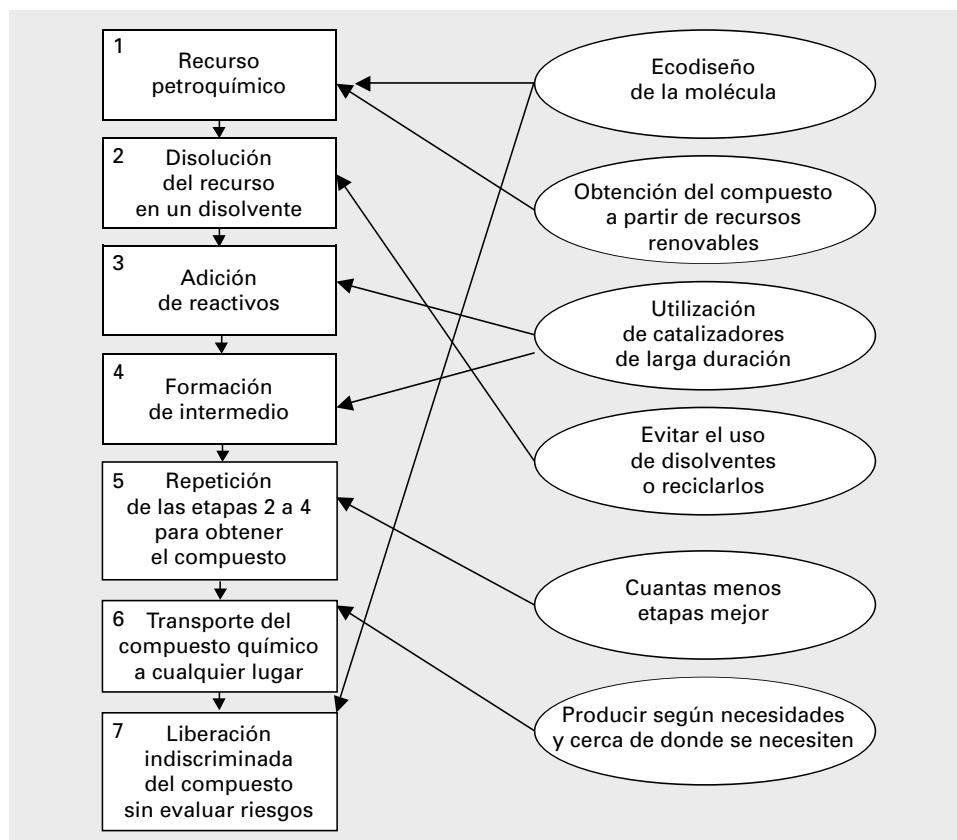 1
Recurso
petroquímico
2
Disolución
del recurso
en un disolvente
3
Adición
de reactivos
4
Formación
de intermedio
5
Repetición
de las etapas 2 a 4
para obtener
el compuesto
6
Transporte del
compuesto químico
a cualquier lugar
7
Liberación
indiscriminada
del compuesto
sin evaluar riesgos
Ecodiseño
de la molécula
Obtención del compuesto
a partir de recursos
renovables
Utilización
de catalizadores
de larga duración
Evitar el uso
de disolventes
o reciclarlos
Cuantas menos
etapas mejor
Producir según necesidades
y cerca de donde se necesiten